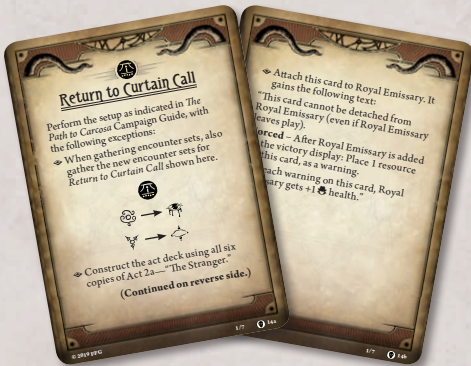 Return to Curtain Call
Perform the setup as indicated in The
Path to Carcosa Campaign Guide, with
the following exceptions:
When gathering encounter sets, also
gather the new encounter sets for
Return to Curtain Call shown here.
Construct the act deck using all six
copies of Act 2a—"The Stranger."
(Continued on reverse side.)
© 2019 FFG
1/7
14a
Attach this card to Royal Emissary. It
gains the following text:
"This card cannot be detached from
Royal Emissary (even if Royal Emissary
leaves play).
orced – After Royal Emissary is added
the victory display: Place 1 resource
this card, as a warning.
each warning on this card, Royal
sary gets +1 health."
1/7
14b